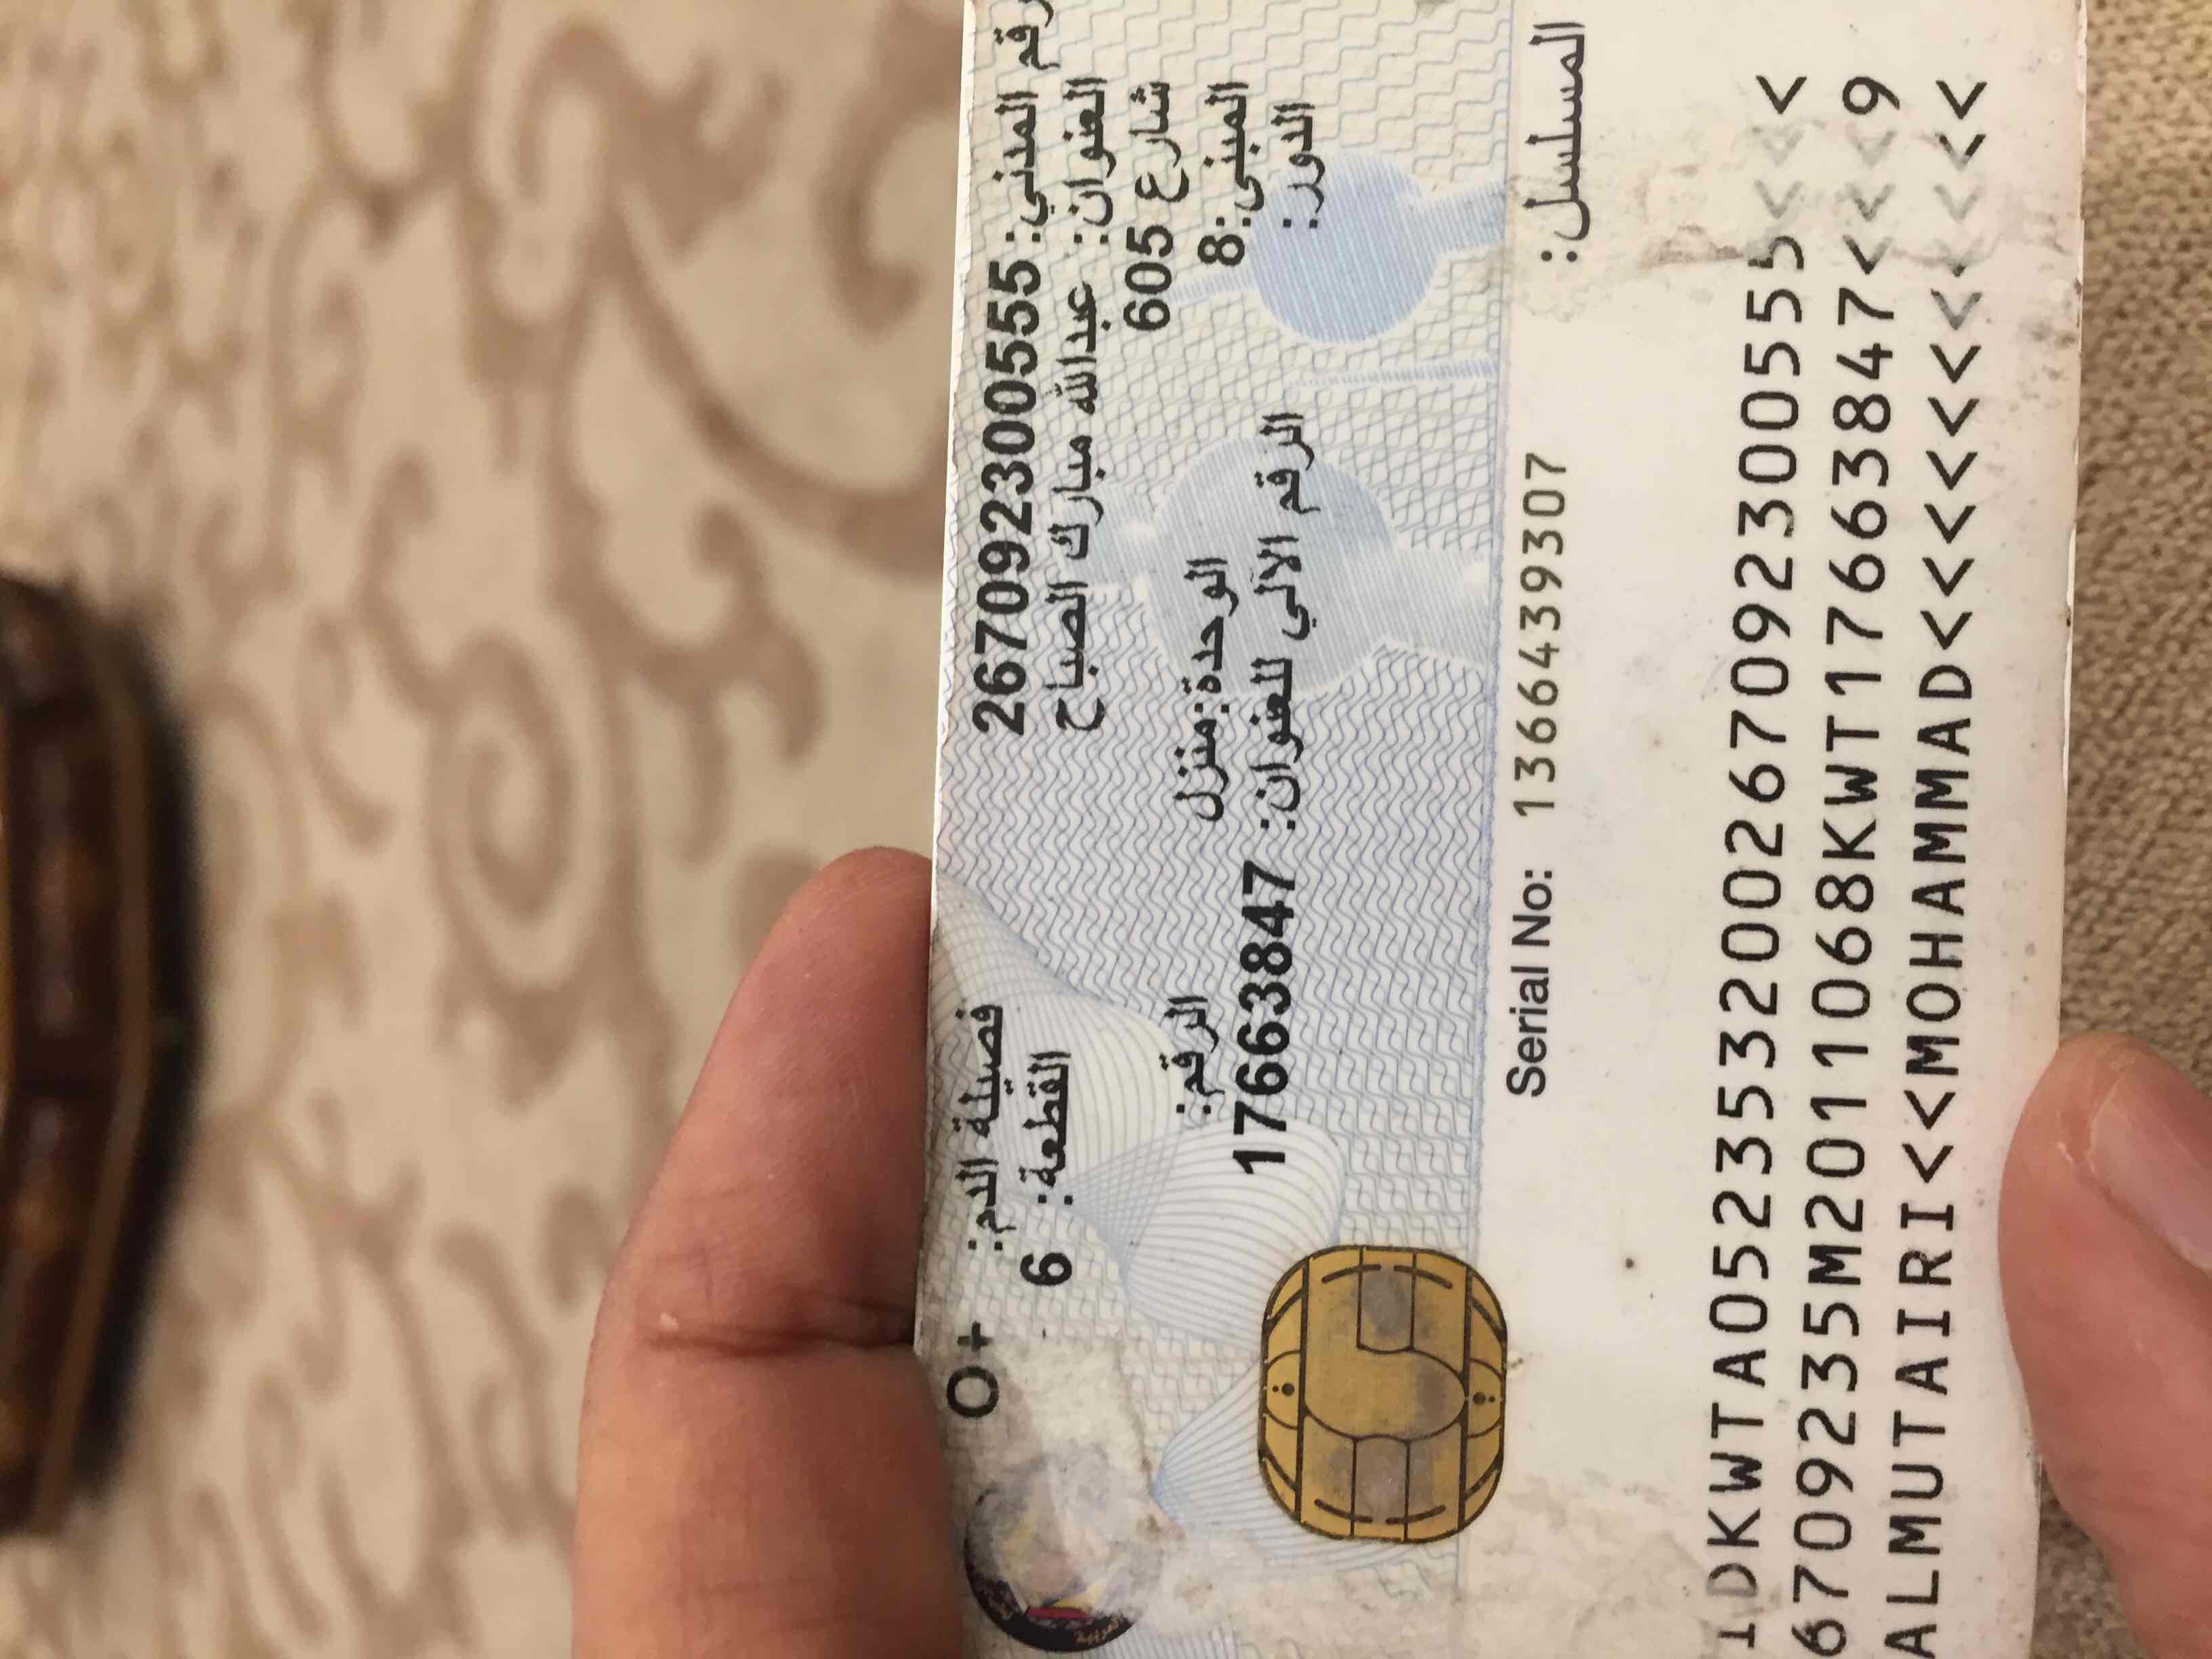 رقم المدني: 267092300555 فصيلة الدم: O+
العنوان: عبدالله مبارك الصباح القطعة: 6
شارع 605
المبنى: 8 الوحدة: منزل الرقم:
الدور: الرقم الآلي للعنوان: 17663847
المسلسل: Serial No: 1366439307
IDKWTA052353200267092300555<<<<
6709235M2011068KWT17663847<<<<9
ALMUTAIRI<<MOHAMMAD<<<<<<<<<<<